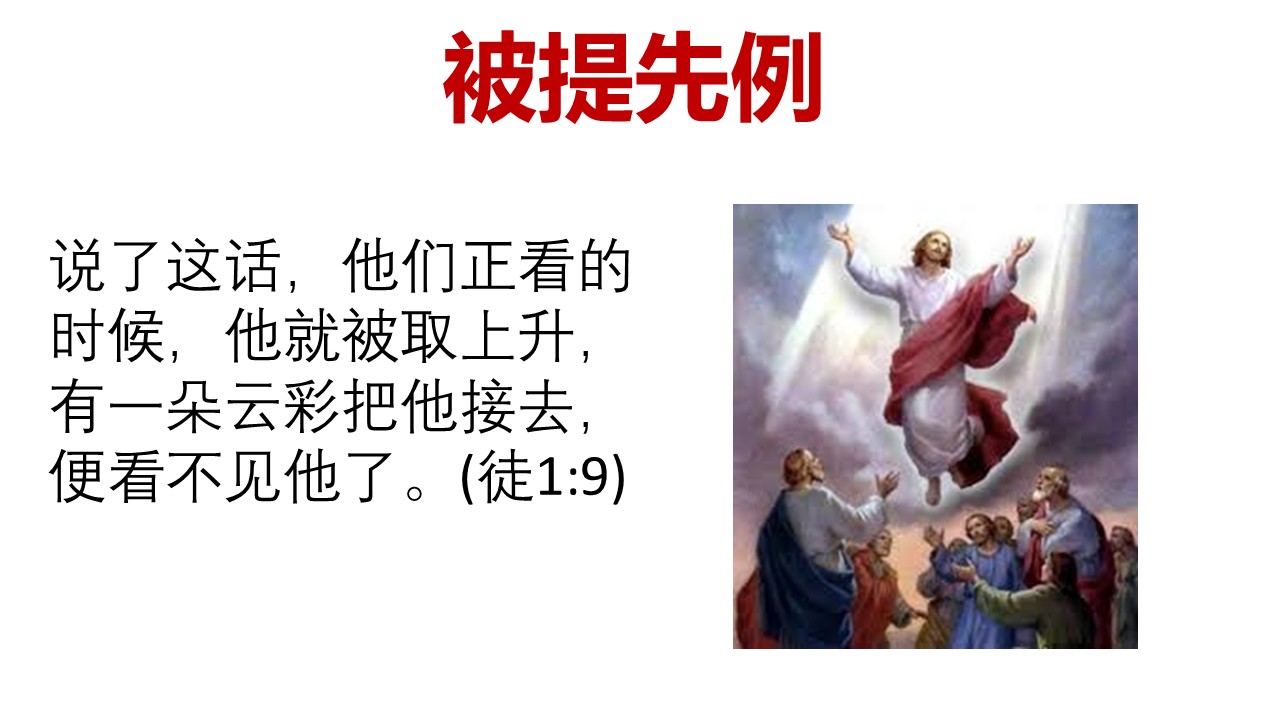 被提先例
说了这话，他们正看的
时候，他就被取上升，
有一朵云彩把他接去，
便看不见他了。(徒1:9)